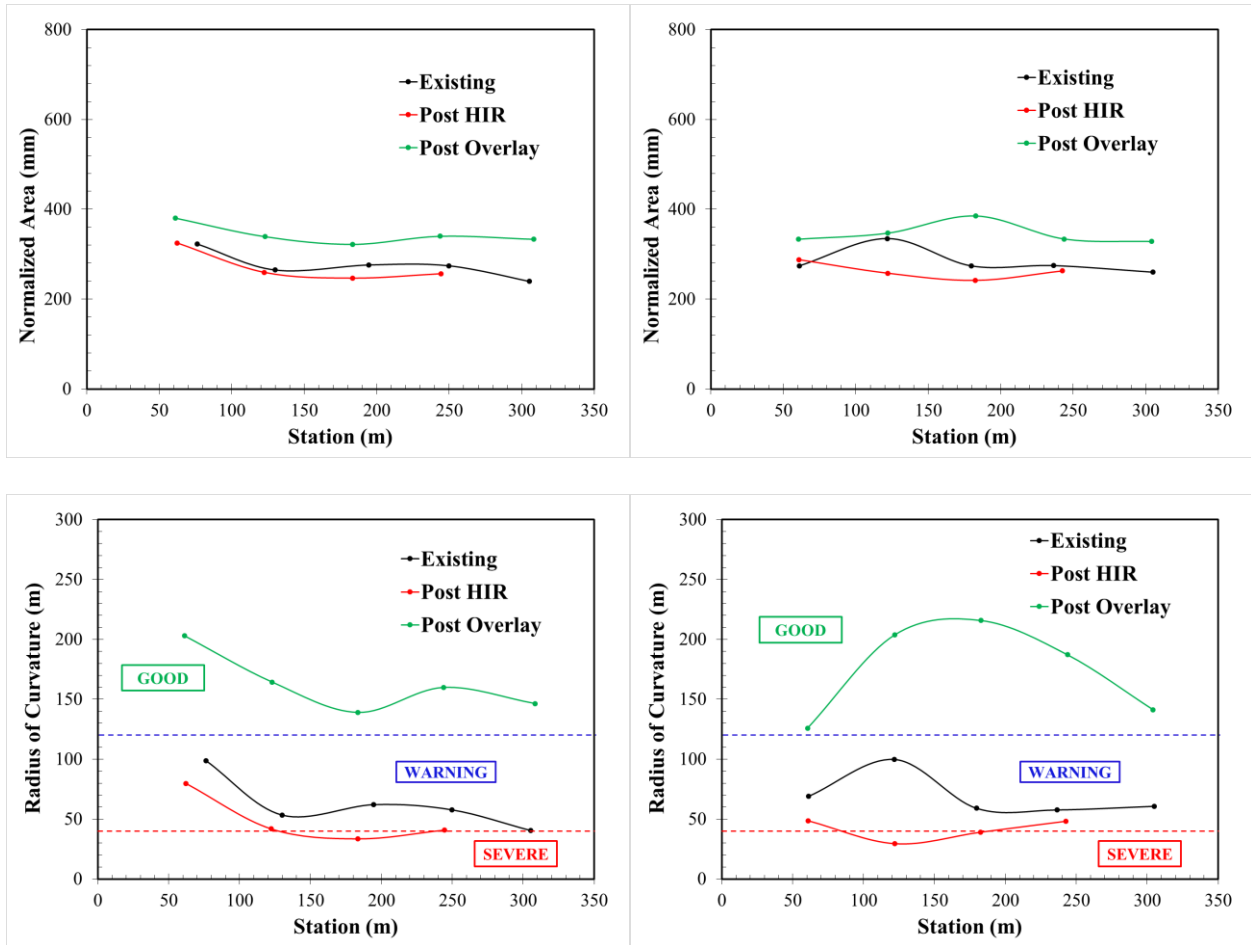 800
600
400
200
0
0 50 100 150 200 250 300 350
Normalized Area (mm)
Station (m)
Existing
Post HIR
Post Overlay
800
600
400
200
0
0 50 100 150 200 250 300 350
Normalized Area (mm)
Station (m)
Existing
Post HIR
Post Overlay
300
250
200
150
100
50
0
0 50 100 150 200 250 300 350
Radius of Curvature (m)
Station (m)
Existing
Post HIR
Post Overlay
GOOD
WARNING
SEVERE
300
250
200
150
100
50
0
0 50 100 150 200 250 300 350
Radius of Curvature (m)
Station (m)
Existing
Post HIR
Post Overlay
GOOD
WARNING
SEVERE